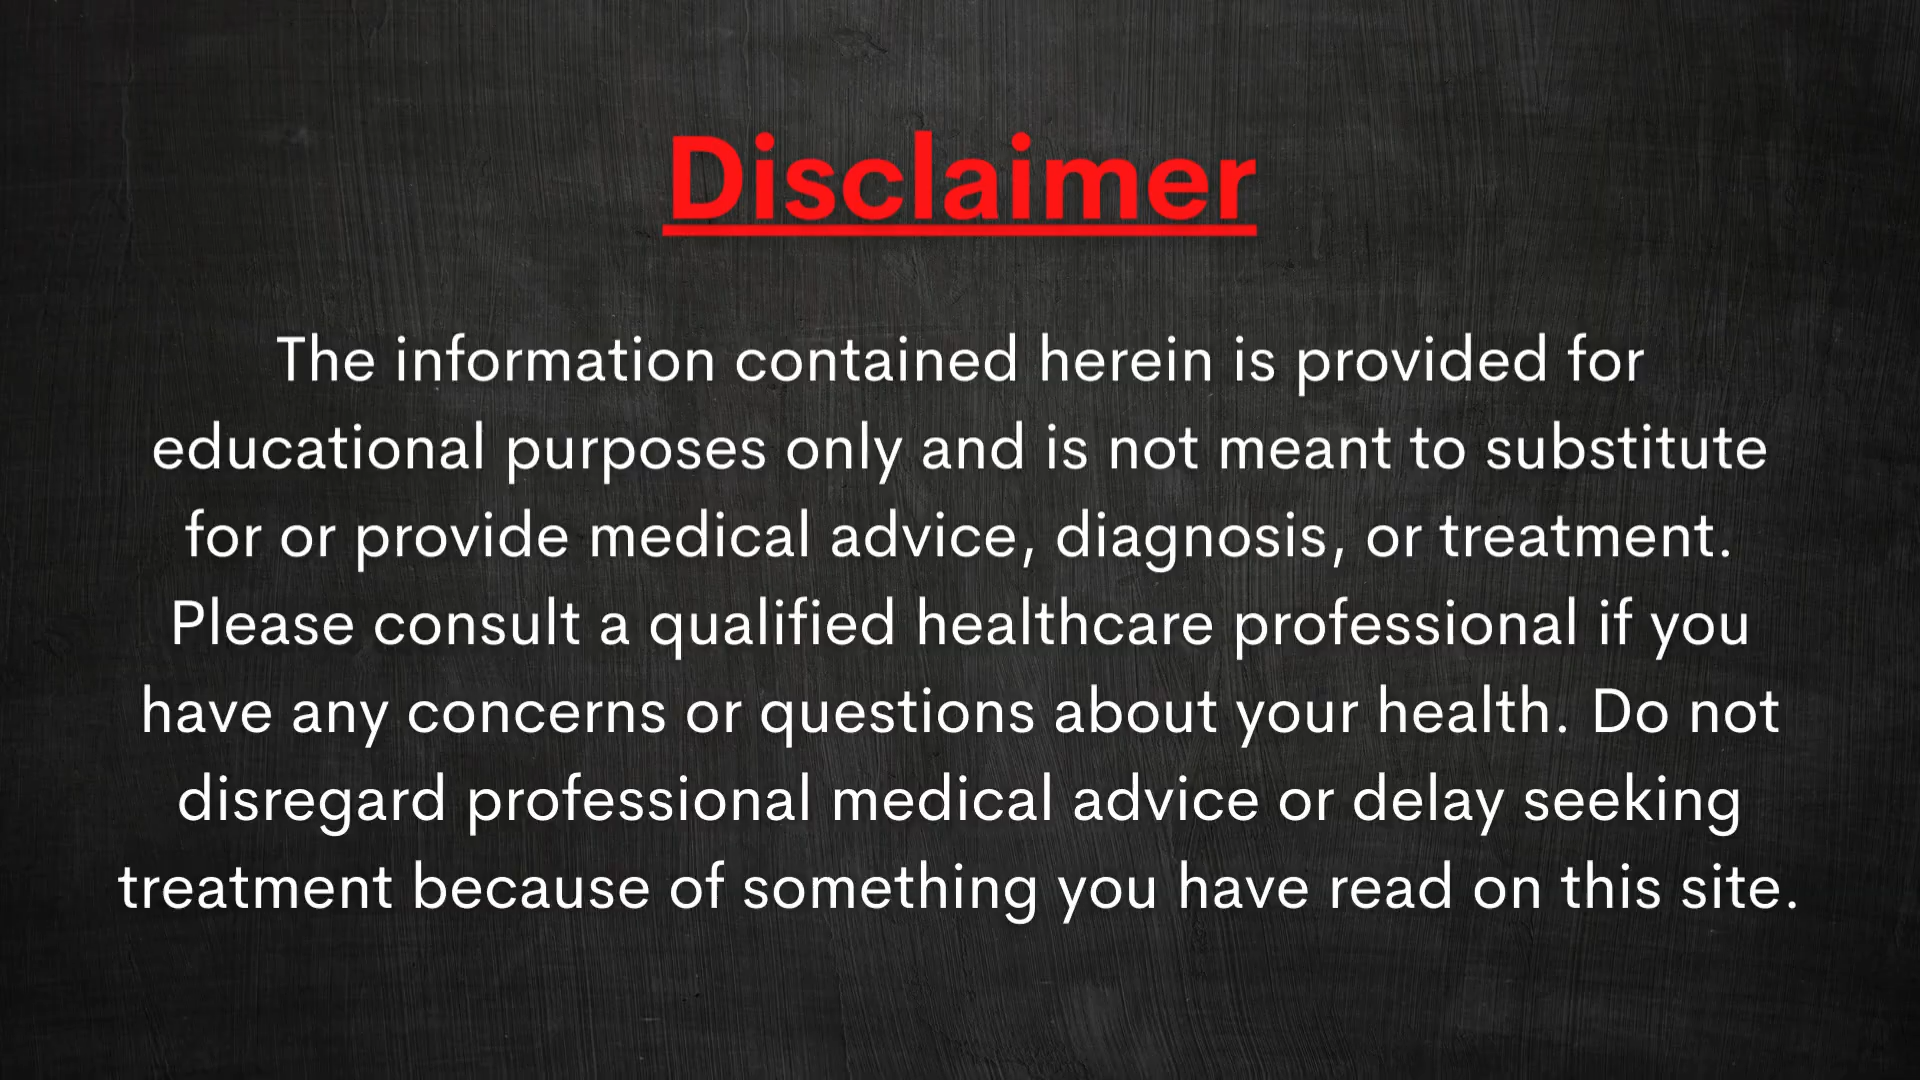 Disclaimer
The information contained herein is provided for
educational purposes only and is not meant to substitute
for or provide medical advice, diagnosis, or treatment.
Please consult a qualified healthcare professional if you
have any concerns or questions about your health. Do not
disregard professional medical advice or delay seeking
treatment because of something you have read on this site.